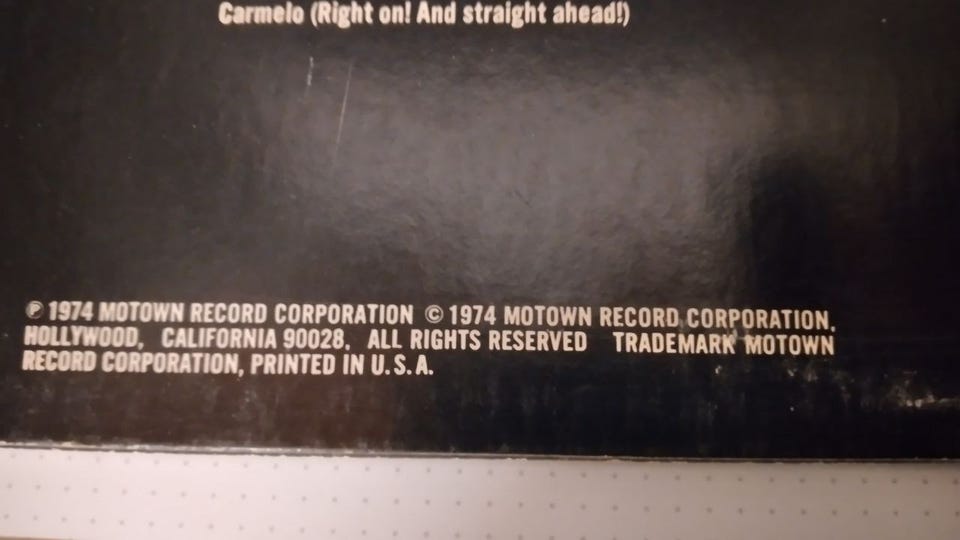 Carmelo (Right on! And straight ahead!)
℗ 1974 MOTOWN RECORD CORPORATION © 1974 MOTOWN RECORD CORPORATION,
HOLLYWOOD, CALIFORNIA 90028, ALL RIGHTS RESERVED TRADEMARK MOTOWN
RECORD CORPORATION, PRINTED IN U.S.A.